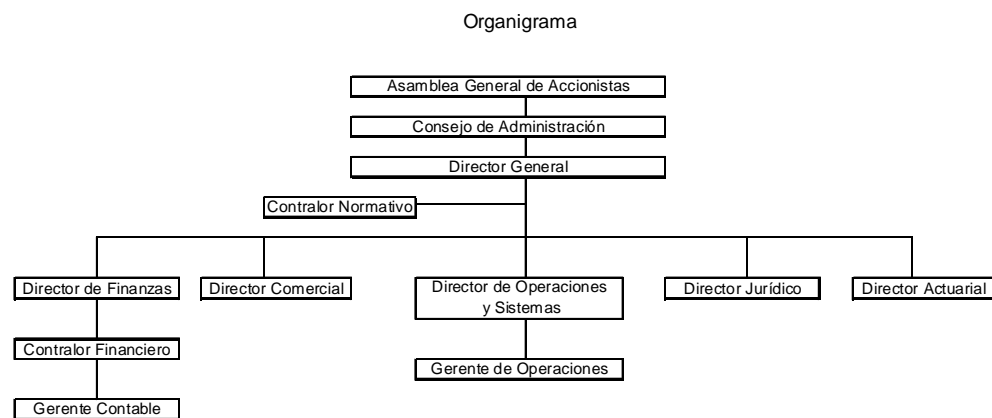 Organigrama
Asamblea General de Accionistas
Consejo de Administración
Director General
Contralor Normativo
Director de Finanzas
Director Comercial
Director de Operaciones
y Sistemas
Director Jurídico
Director Actuarial
Contralor Financiero
Gerente de Operaciones
Gerente Contable